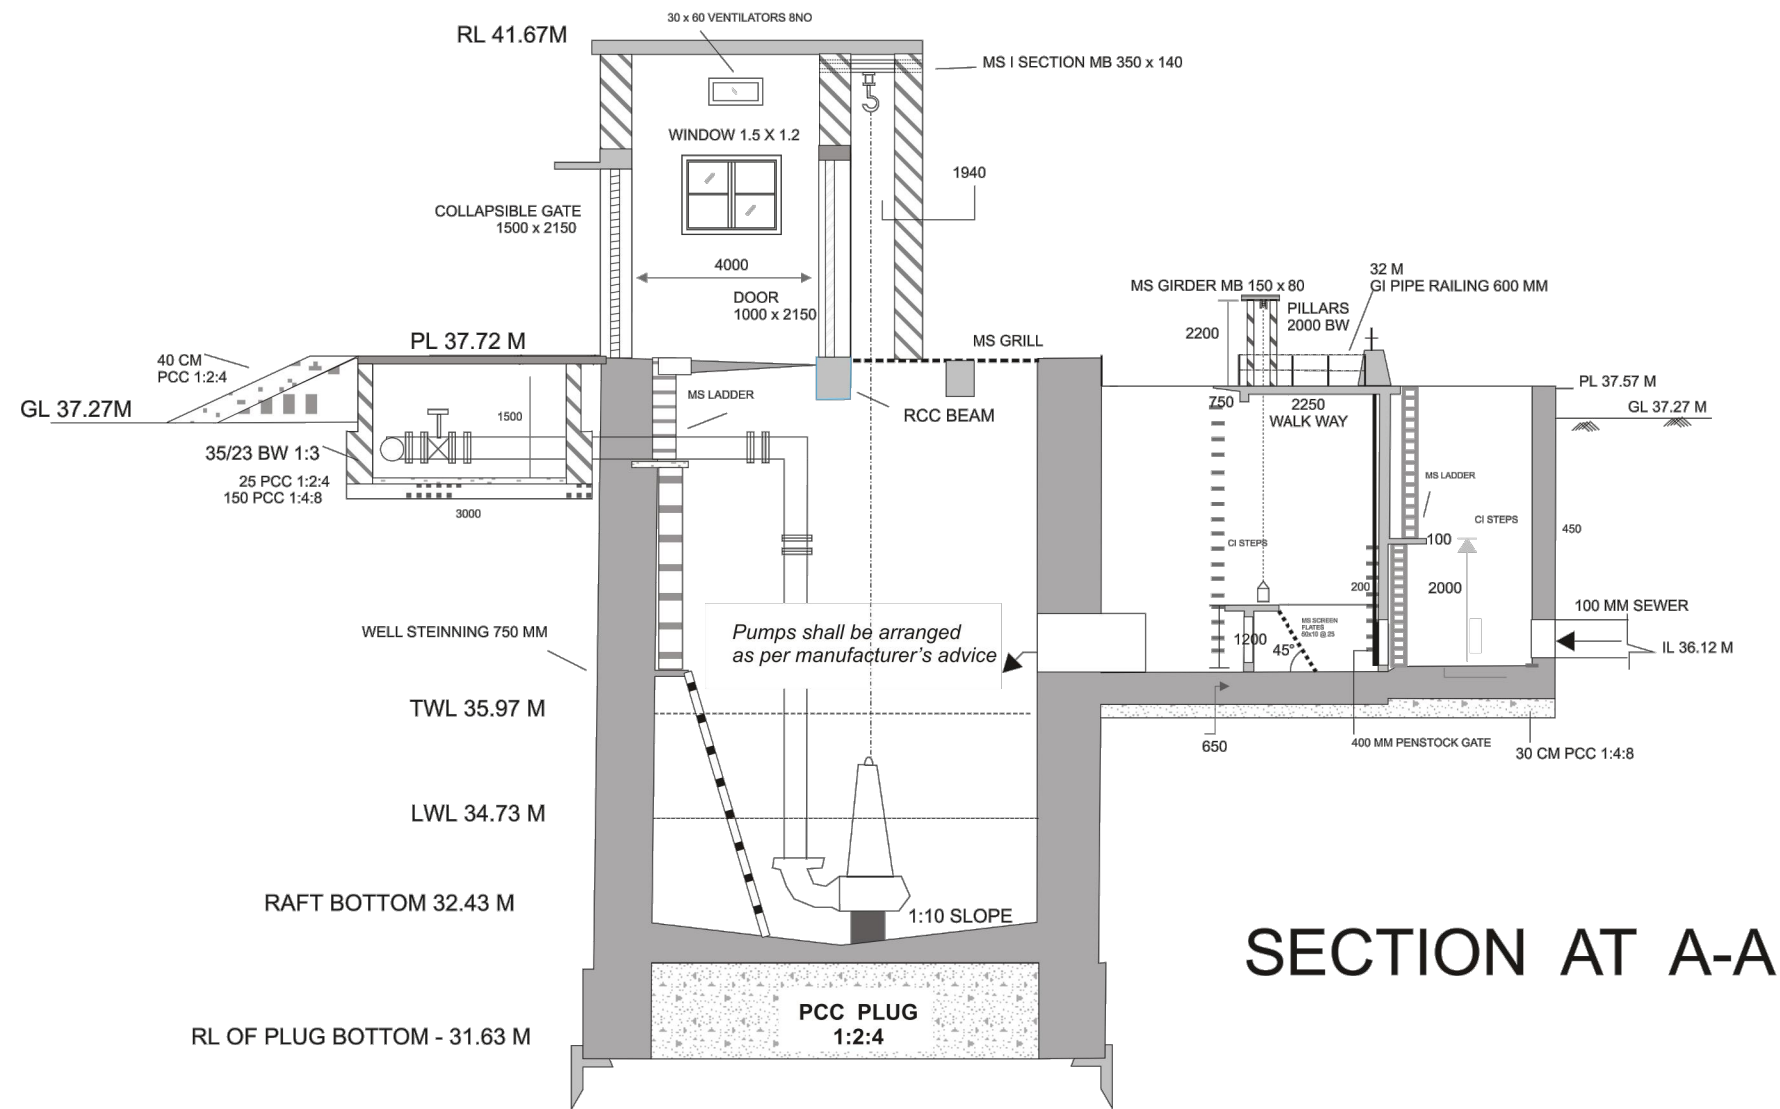 30 x 60 VENTILATORS 8NO
RL 41.67M
MS I SECTION MB 350 x 140
WINDOW 1.5 X 1.2
1940
COLLAPSIBLE GATE
1500 x 2150
4000
DOOR
1000 x 2150
32 M
GI PIPE RAILING 600 MM
MS GIRDER MB 150 x 80
PILLARS
2000 BW
2200
PL 37.72 M
MS GRILL
40 CM
PCC 1:2:4
PL 37.57 M
MS LADDER
GL 37.27M
1500
RCC BEAM
750
2250
WALK WAY
GL 37.27 M
35/23 BW 1:3
25 PCC 1:2:4
150 PCC 1:4:8
3000
MS LADDER
CI STEPS
450
CI STEPS
100
200
2000
100 MM SEWER
WELL STEINNING 750 MM
Pumps shall be arranged
as per manufacturer's advice
1200
45°
MS SCREEN
FLATES
60x10 @ 25
IL 36.12 M
TWL 35.97 M
650
400 MM PENSTOCK GATE
30 CM PCC 1:4:8
LWL 34.73 M
RAFT BOTTOM 32.43 M
1:10 SLOPE
SECTION AT A-A
PCC PLUG
1:2:4
RL OF PLUG BOTTOM - 31.63 M